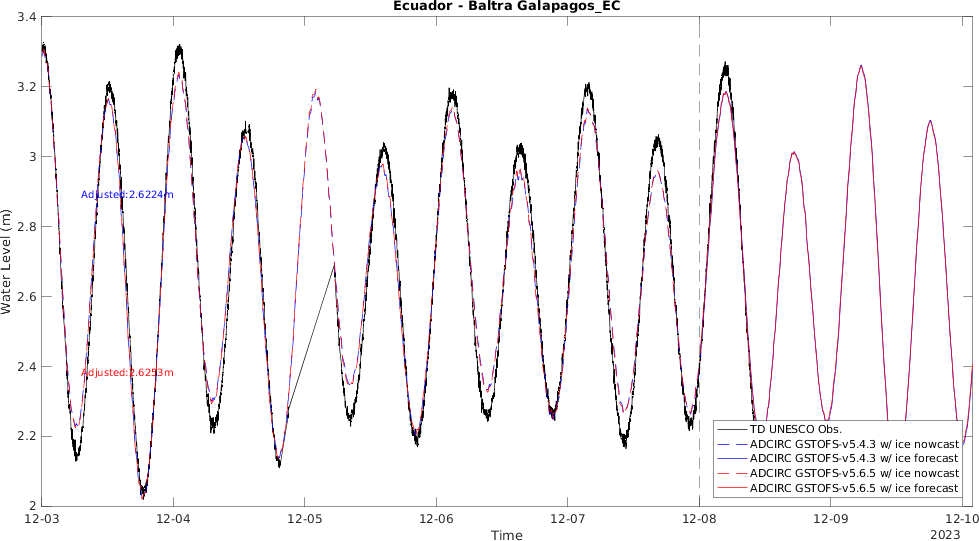 Ecuador - Baltra Galapagos_EC
3.4
3.2
3
2.8
2.6
2.4
2.2
2
Water Level (m)
Adjusted:2.6224m
Adjusted:2.6253m
TD UNESCO Obs.
ADCIRC GSTOFS-v5.4.3 w/ ice nowcast
ADCIRC GSTOFS-v5.4.3 w/ ice forecast
ADCIRC GSTOFS-v5.6.5 w/ ice nowcast
ADCIRC GSTOFS-v5.6.5 w/ ice forecast
12-03 12-04 12-05 12-06 12-07 12-08 12-09 12-10
Time
2023